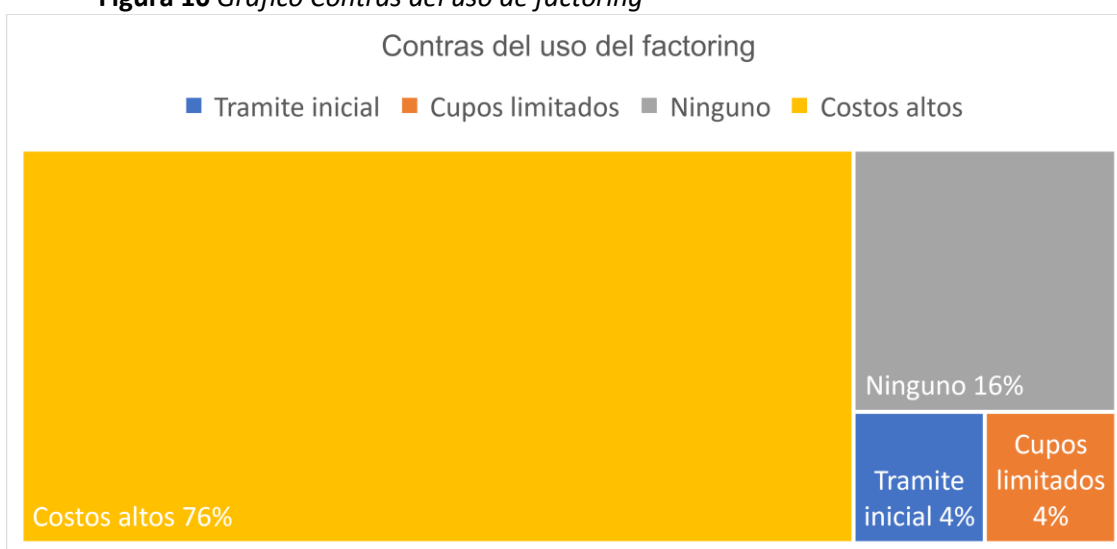 Figura 10 Gráfico Contras del uso de factoring
Contras del uso del factoring
Tramite inicial Cupos limitados Ninguno Costos altos
Costos altos 76%
Ninguno 16%
Tramite
inicial 4%
Cupos
limitados
4%